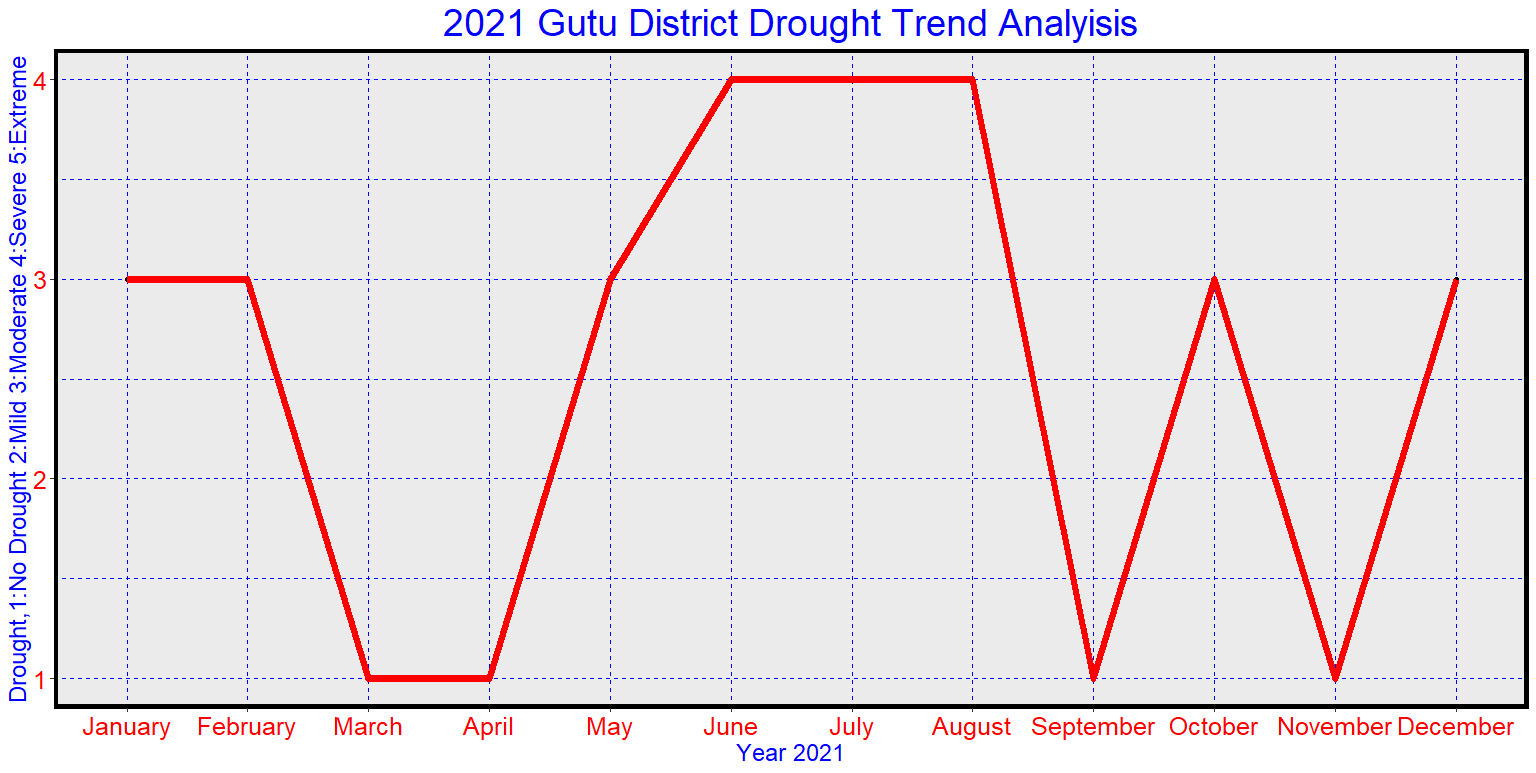 2021 Gutu District Drought Trend Analyisis
Drought,1:No Drought 2:Mild 3:Moderate 4:Severe 5:Extreme
4
3
2
1
January February March April May June July August September October November December
Year 2021